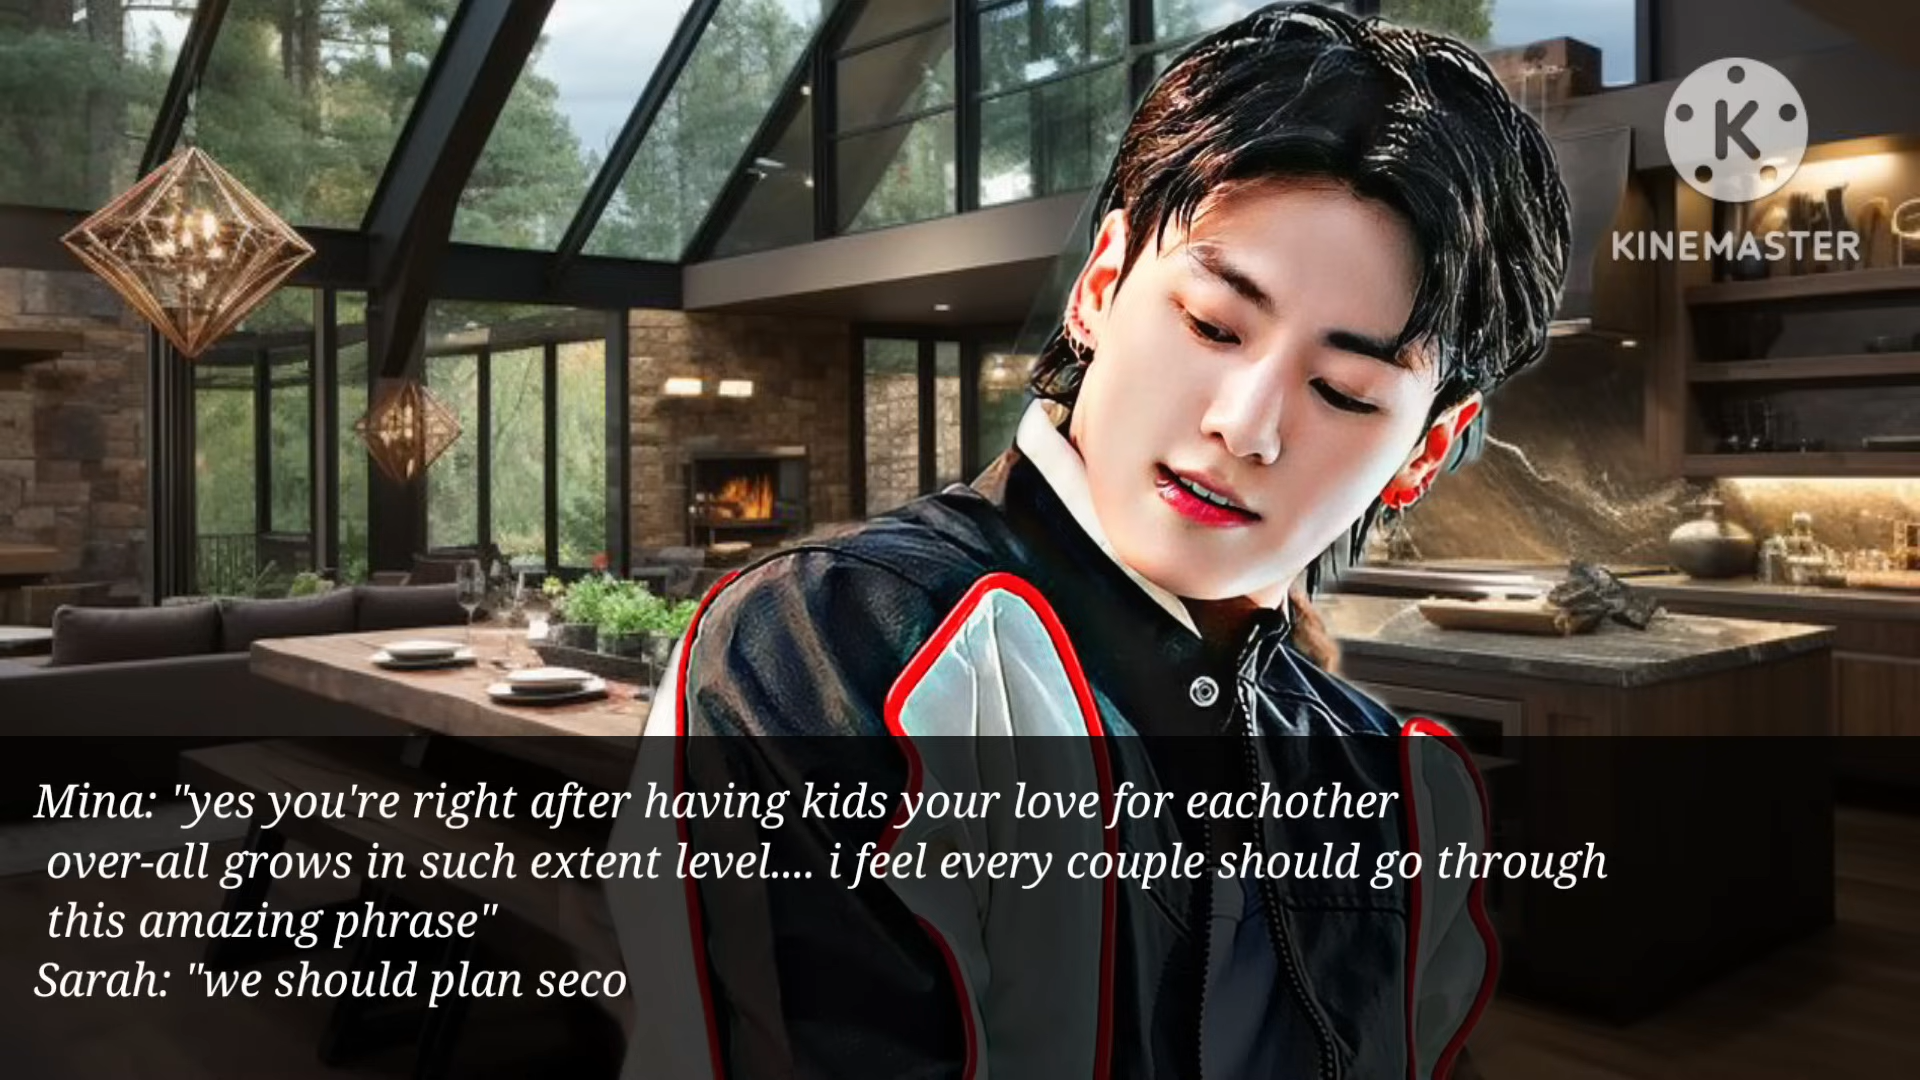 K
KINEMASTER
Mina: "yes you're right after having kids your love for eachother
over-all grows in such extent level.... i feel every couple should go through
this amazing phrase"
Sarah: "we should plan seco